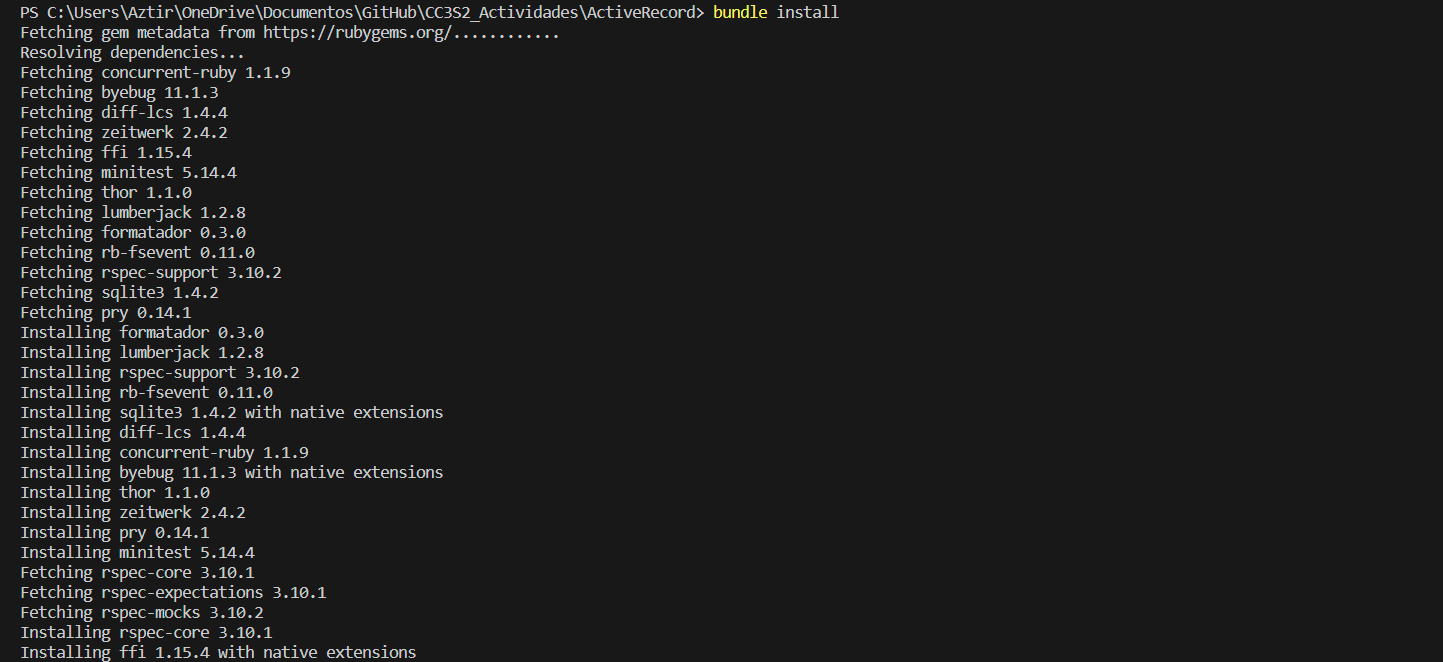 PS C:\Users\Aztir\OneDrive\Documentos\GitHub\CC3S2_Actividades\ActiveRecord> bundle install
Fetching gem metadata from https://rubygems.org/............
Resolving dependencies...
Fetching concurrent-ruby 1.1.9
Fetching byebug 11.1.3
Fetching diff-lcs 1.4.4
Fetching zeitwerk 2.4.2
Fetching ffi 1.15.4
Fetching minitest 5.14.4
Fetching thor 1.1.0
Fetching lumberjack 1.2.8
Fetching formatador 0.3.0
Fetching rb-fsevent 0.11.0
Fetching rspec-support 3.10.2
Fetching sqlite3 1.4.2
Fetching pry 0.14.1
Installing formatador 0.3.0
Installing lumberjack 1.2.8
Installing rspec-support 3.10.2
Installing rb-fsevent 0.11.0
Installing sqlite3 1.4.2 with native extensions
Installing diff-lcs 1.4.4
Installing concurrent-ruby 1.1.9
Installing byebug 11.1.3 with native extensions
Installing thor 1.1.0
Installing zeitwerk 2.4.2
Installing pry 0.14.1
Installing minitest 5.14.4
Fetching rspec-core 3.10.1
Fetching rspec-expectations 3.10.1
Fetching rspec-mocks 3.10.2
Installing rspec-core 3.10.1
Installing ffi 1.15.4 with native extensions